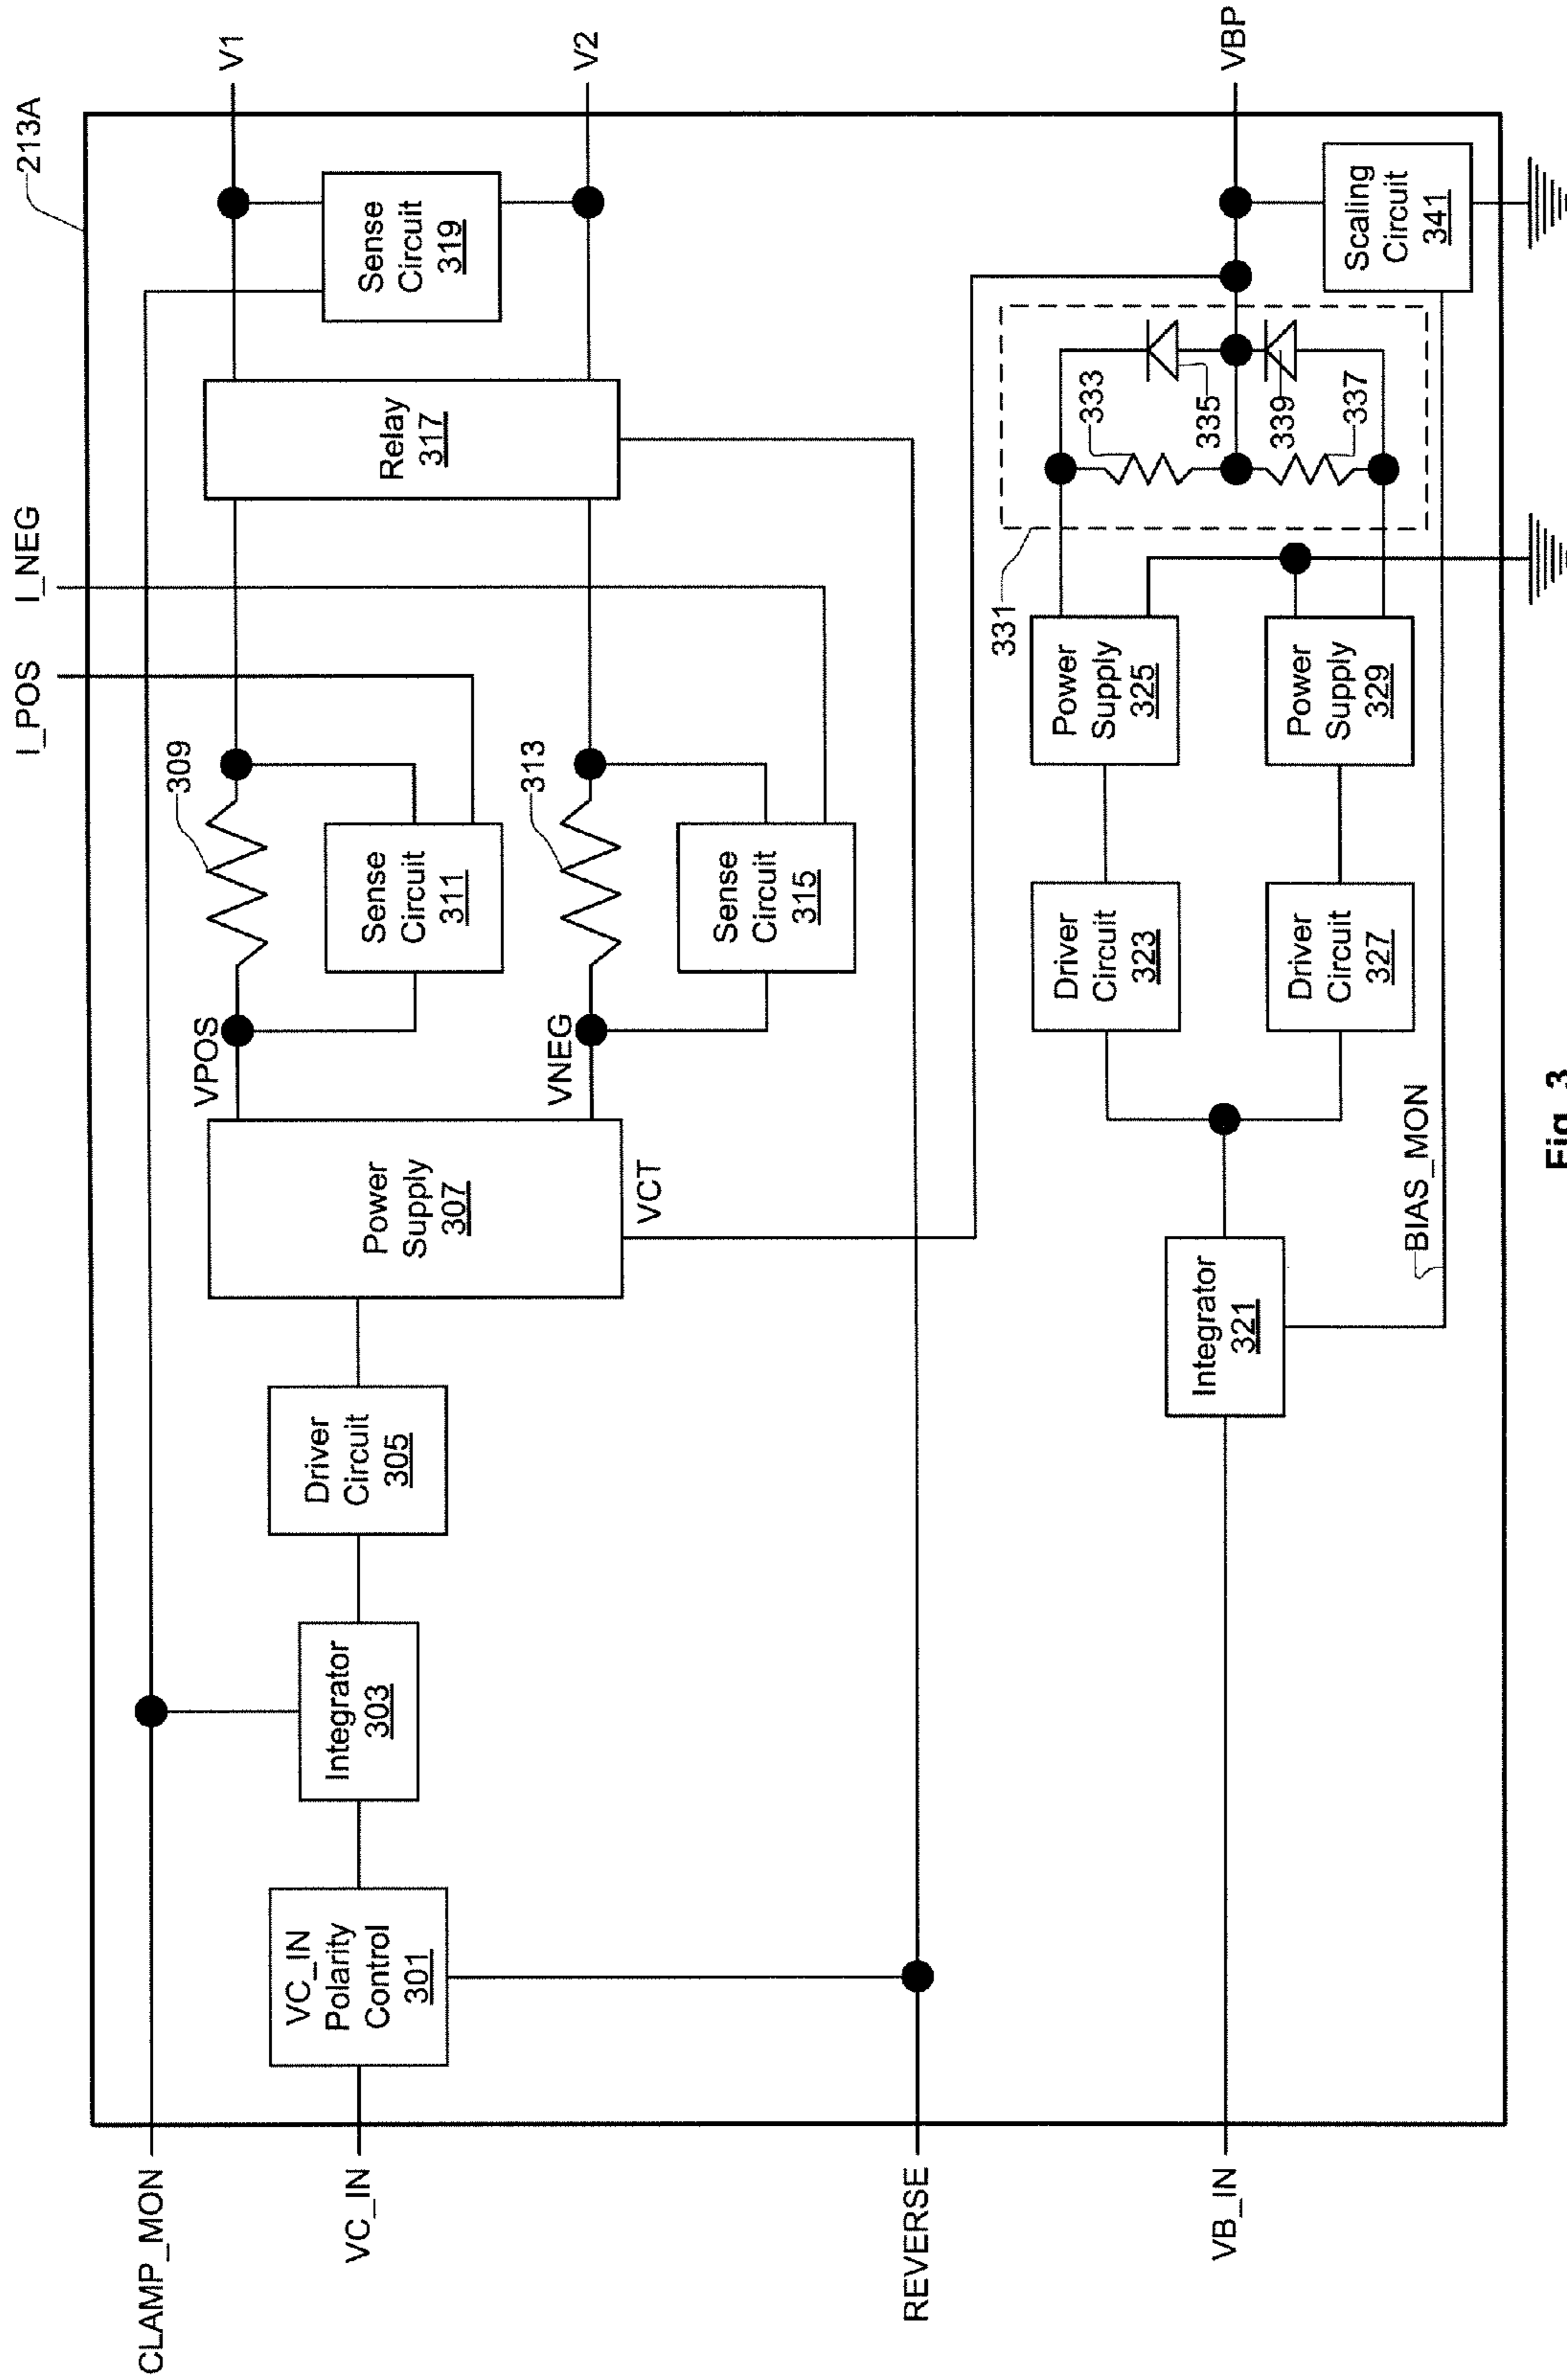 213A
I_POS
I_NEG
CLAMP_MON
V1
VPOS
309
VC_IN
VC_IN
Polarity
Control
301
Integrator
303
Driver
Circuit
305
Power
Supply
307
Sense
Circuit
311
Relay
317
Sense
Circuit
319
VNEG
313
V2
Sense
Circuit
315
VCT
REVERSE
331
333
335
339
337
Driver
Circuit
323
Power
Supply
325
VB_IN
Integrator
321
VBP
Driver
Circuit
327
Power
Supply
329
Scaling
Circuit
341
BIAS_MON
Fig. 3